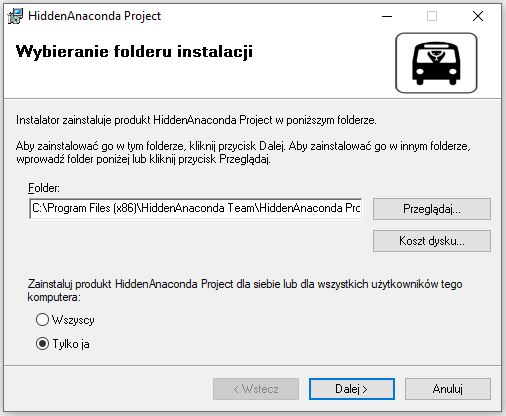 HiddenAnaconda Project
Wybieranie folderu instalacji
Instalator zainstaluje produkt HiddenAnaconda Project w poniższym folderze.
Aby zainstalować go w tym folderze, kliknij przycisk Dalej. Aby zainstalować go w innym folderze,
wprowadź folder poniżej lub kliknij przycisk Przeglądaj.
Folder:
C:\Program Files (x86)\HiddenAnaconda Team\HiddenAnaconda Prc
Przeglądaj...
Koszt dysku...
Zainstaluj produkt HiddenAnaconda Project dla siebie lub dla wszystkich użytkowników tego
komputera:
Wszyscy
Tylko ja
< Wstecz
Dalej >
Anuluj